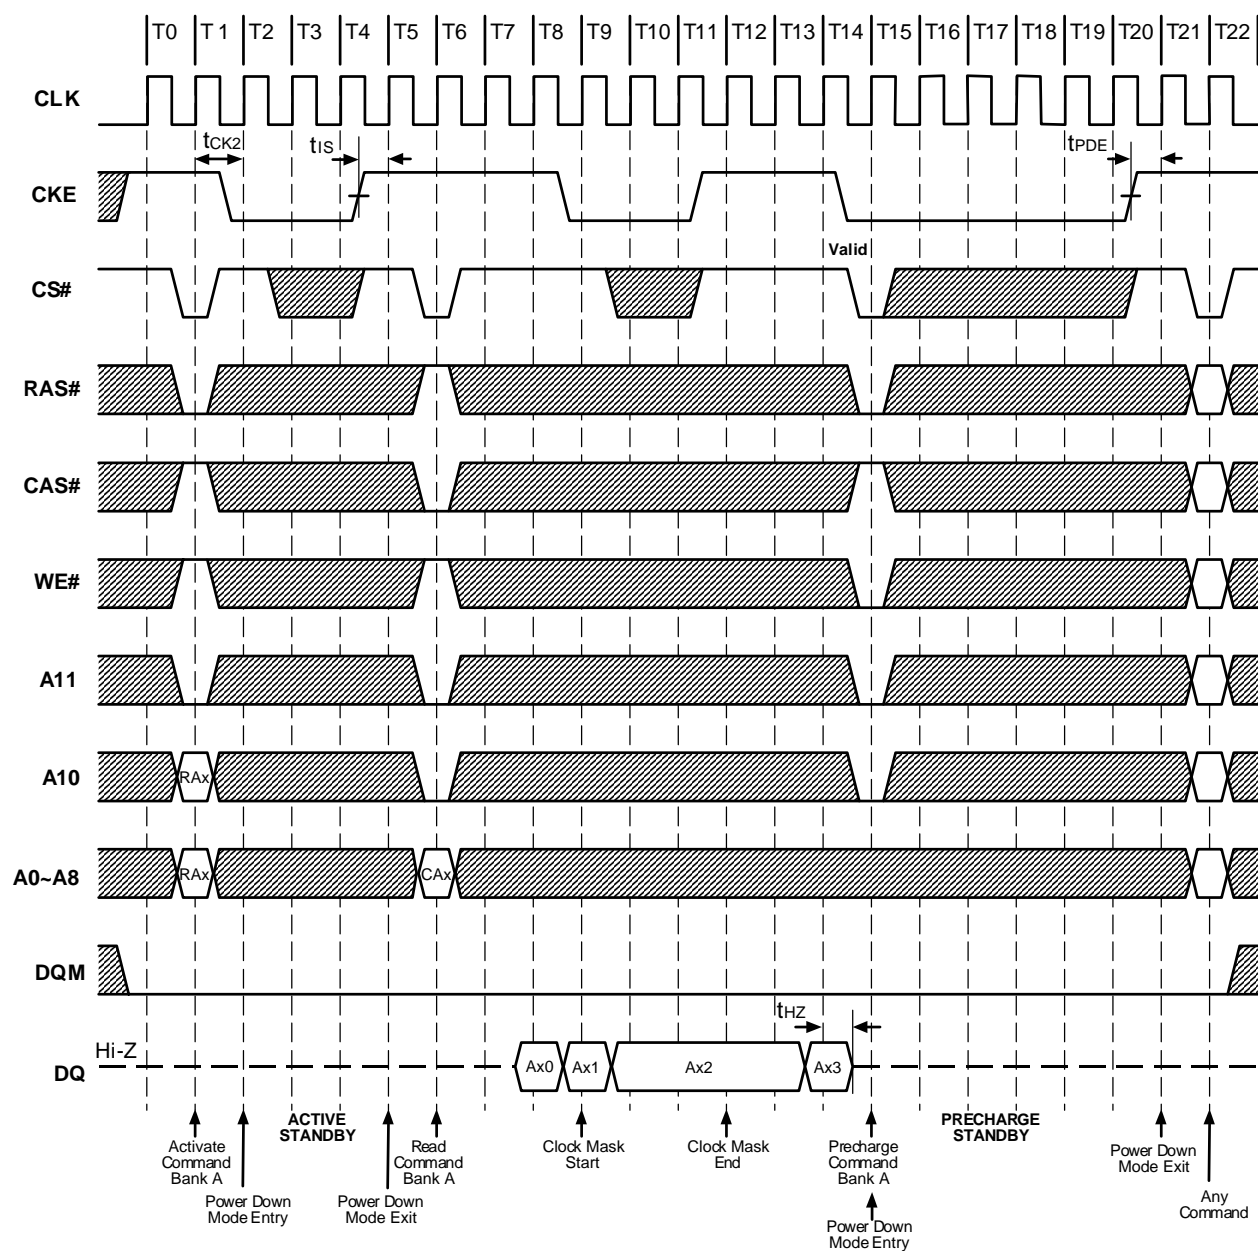 T0 T 1 T2 T3 T4 T5 T6 T7 T8 T9 T10 T11 T12 T13 T14 T15 T16 T17 T18 T19 T20 T21 T22
CLK
tCK2 tIS tPDE
CKE
Valid
CS#
RAS#
CAS#
WE#
A11
A10 RAx
A0~A8 RAx CAx
DQM
tHZ
Hi-Z
DQ Ax0 Ax1 Ax2 Ax3
Activate
Command
Bank A
Power Down
Mode Entry
ACTIVE
STANDBY
Power Down
Mode Exit
Read
Command
Bank A
Clock Mask
Start
Clock Mask
End
Precharge
Command
Bank A
Power Down
Mode Entry
PRECHARGE
STANDBY
Power Down
Mode Exit
Any
Command